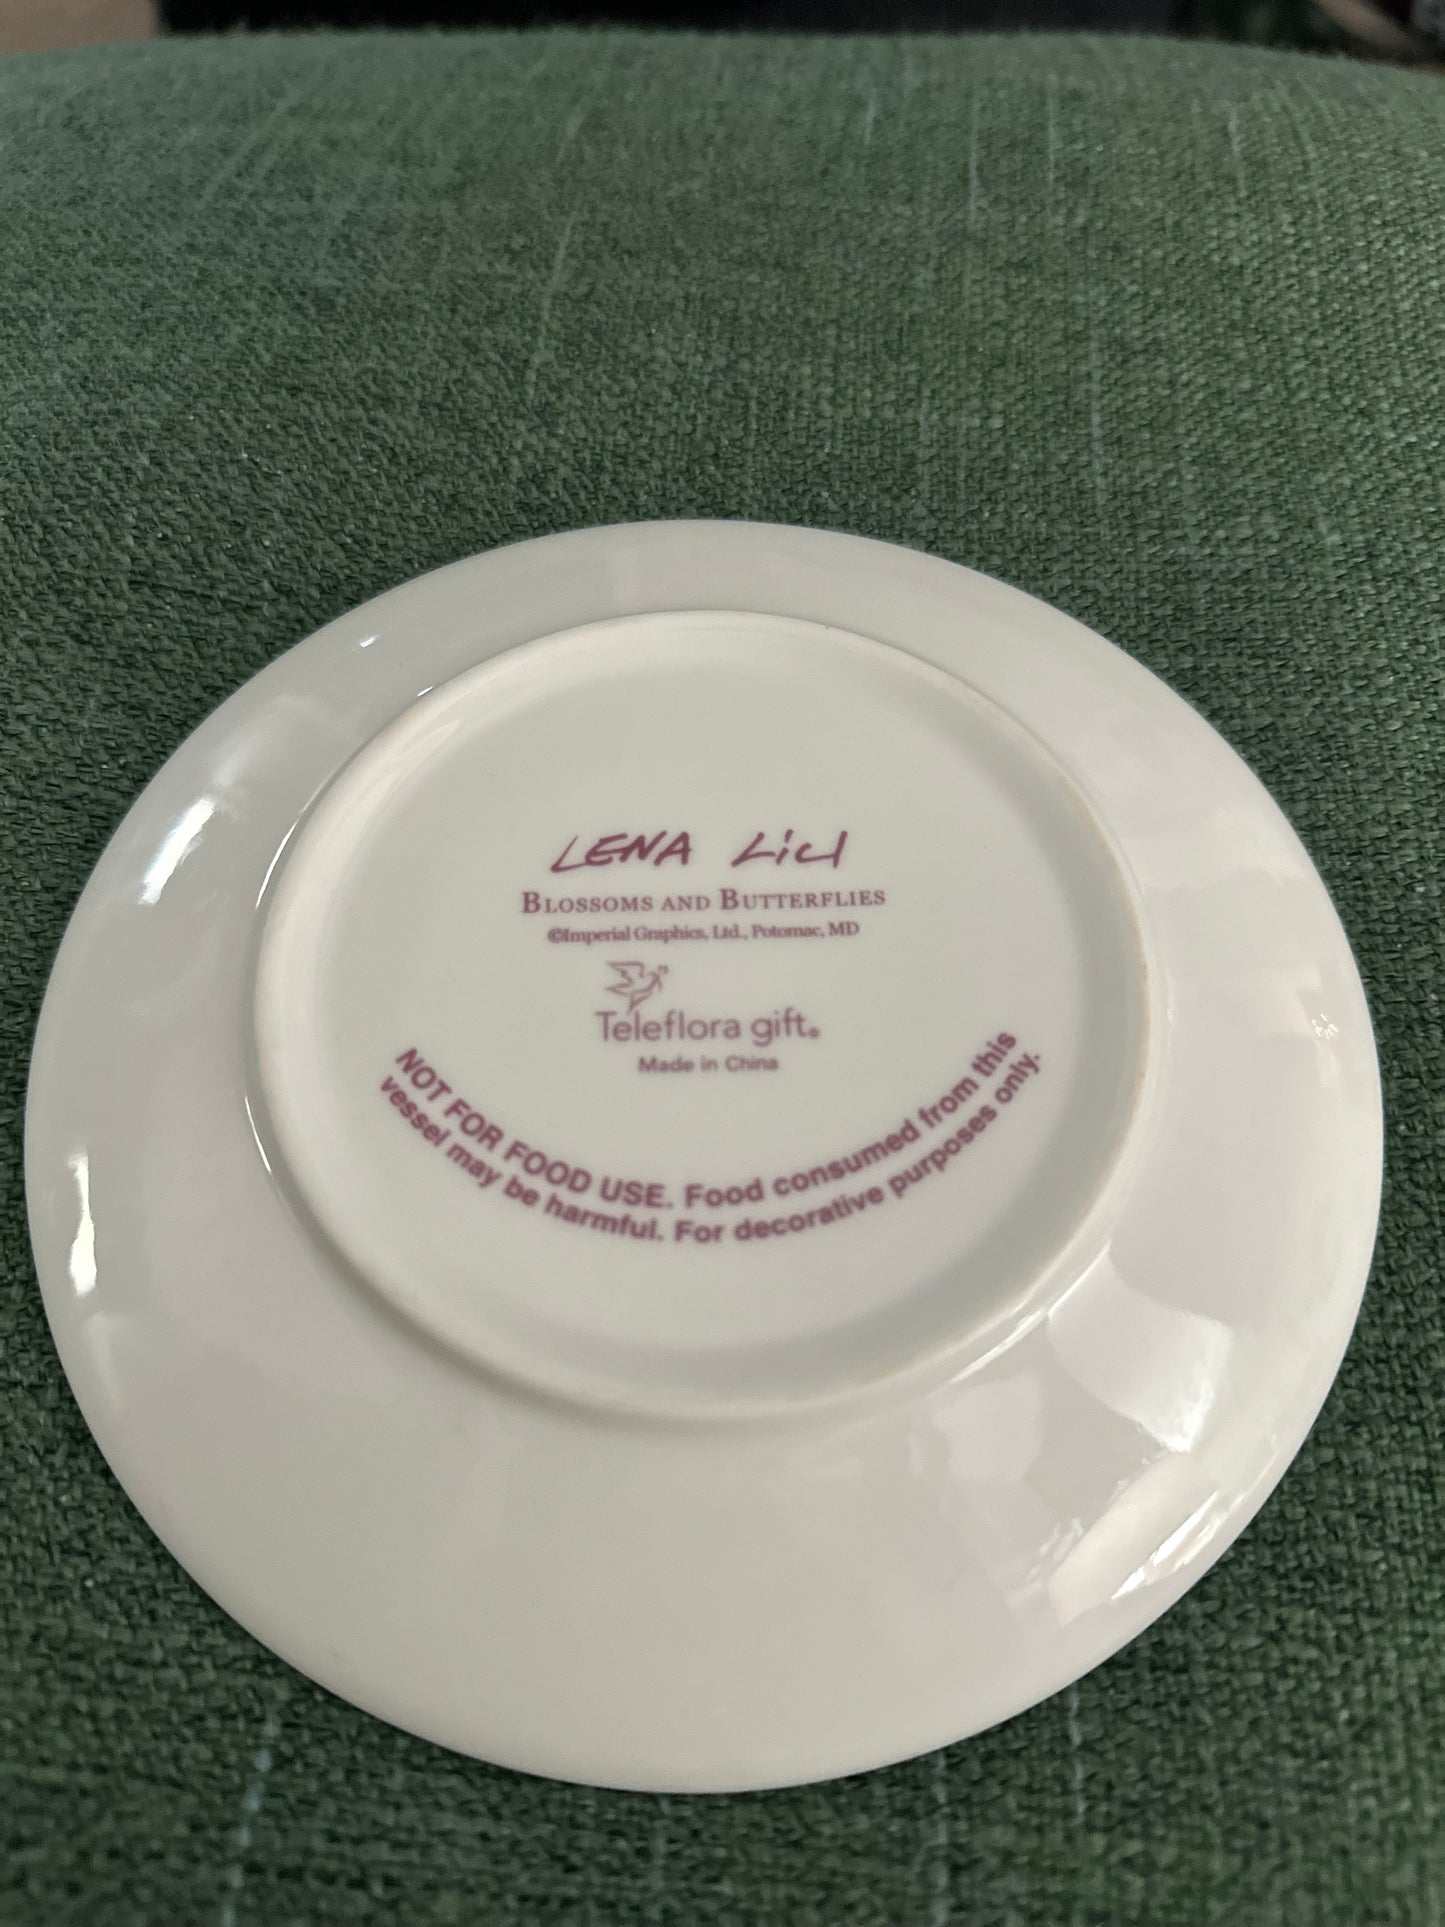 LENA LiCI
BLOSSOMS AND BUTTERFLIES
©Imperial Graphics, Ltd., Potomac, MD
Teleflora gift®
Made in China
NOT FOR FOOD USE. Food consumed from this
vessel may be harmful. For decorative purposes only.